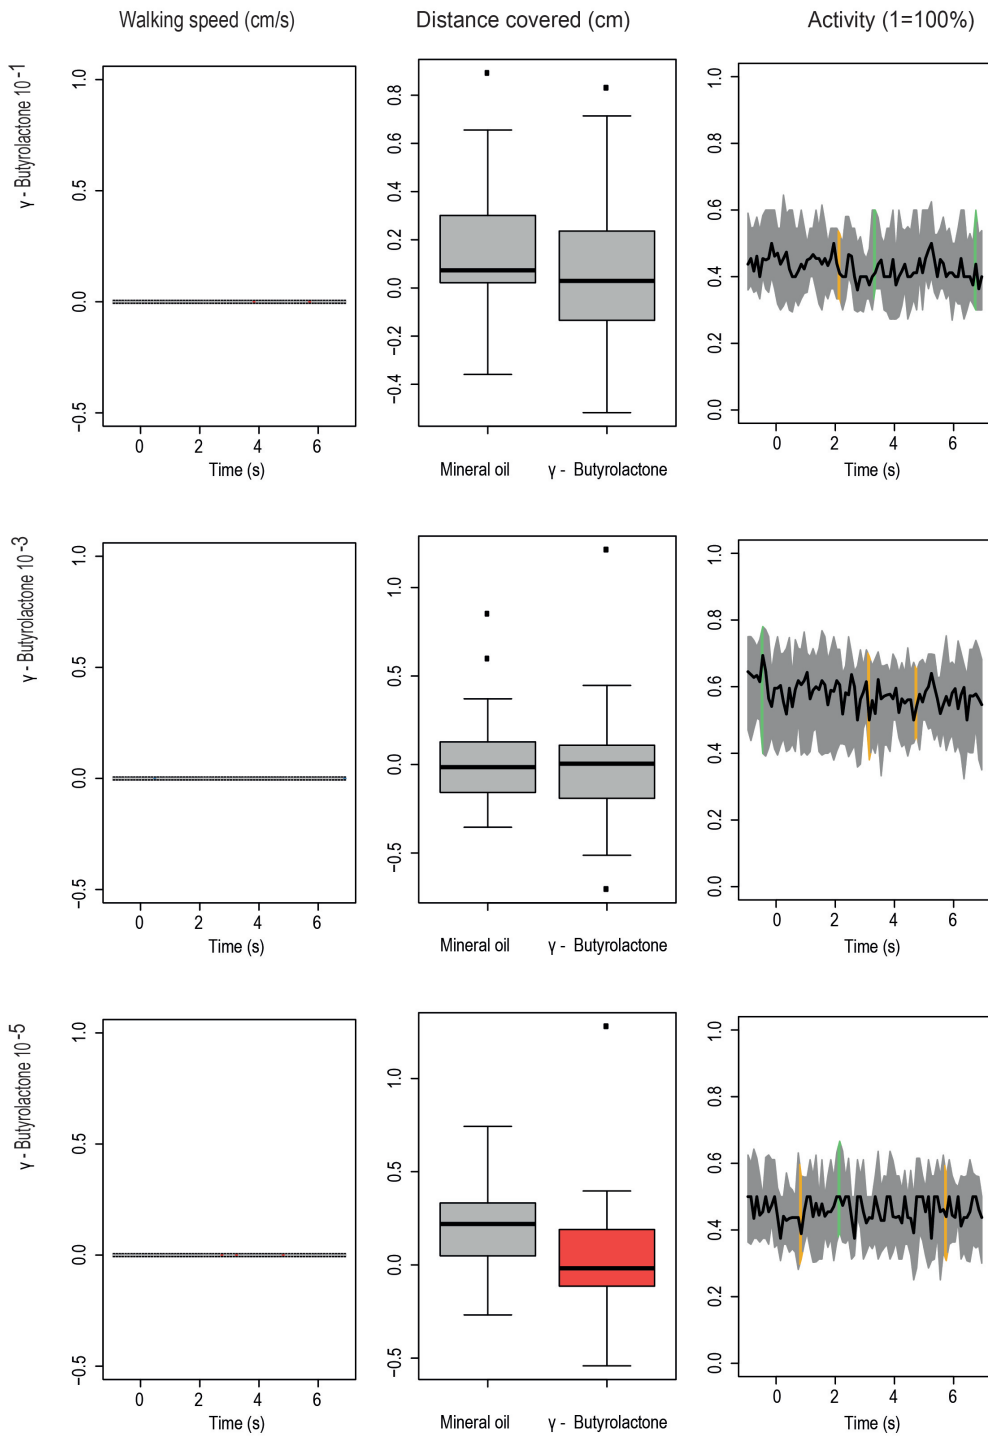 Walking speed (cm/s) Distance covered (cm) Activity (1=100%)
γ - Butyrolactone 10-1
1.0
0.5
0.0
−0.5
0 2 4 6
Time (s)
0.8
0.6
0.4
0.2
0.0
−0.2
−0.4
Mineral oil γ - Butyrolactone
1.0
0.8
0.6
0.4
0.2
0.0
0 2 4 6
Time (s)
γ - Butyrolactone 10-3
1.0
0.5
0.0
−0.5
0 2 4 6
Time (s)
1.0
0.5
0.0
−0.5
Mineral oil γ - Butyrolactone
1.0
0.8
0.6
0.4
0.2
0.0
0 2 4 6
Time (s)
γ - Butyrolactone 10-5
1.0
0.5
0.0
−0.5
0 2 4 6
Time (s)
1.0
0.5
0.0
−0.5
Mineral oil γ - Butyrolactone
1.0
0.8
0.6
0.4
0.2
0.0
0 2 4 6
Time (s)